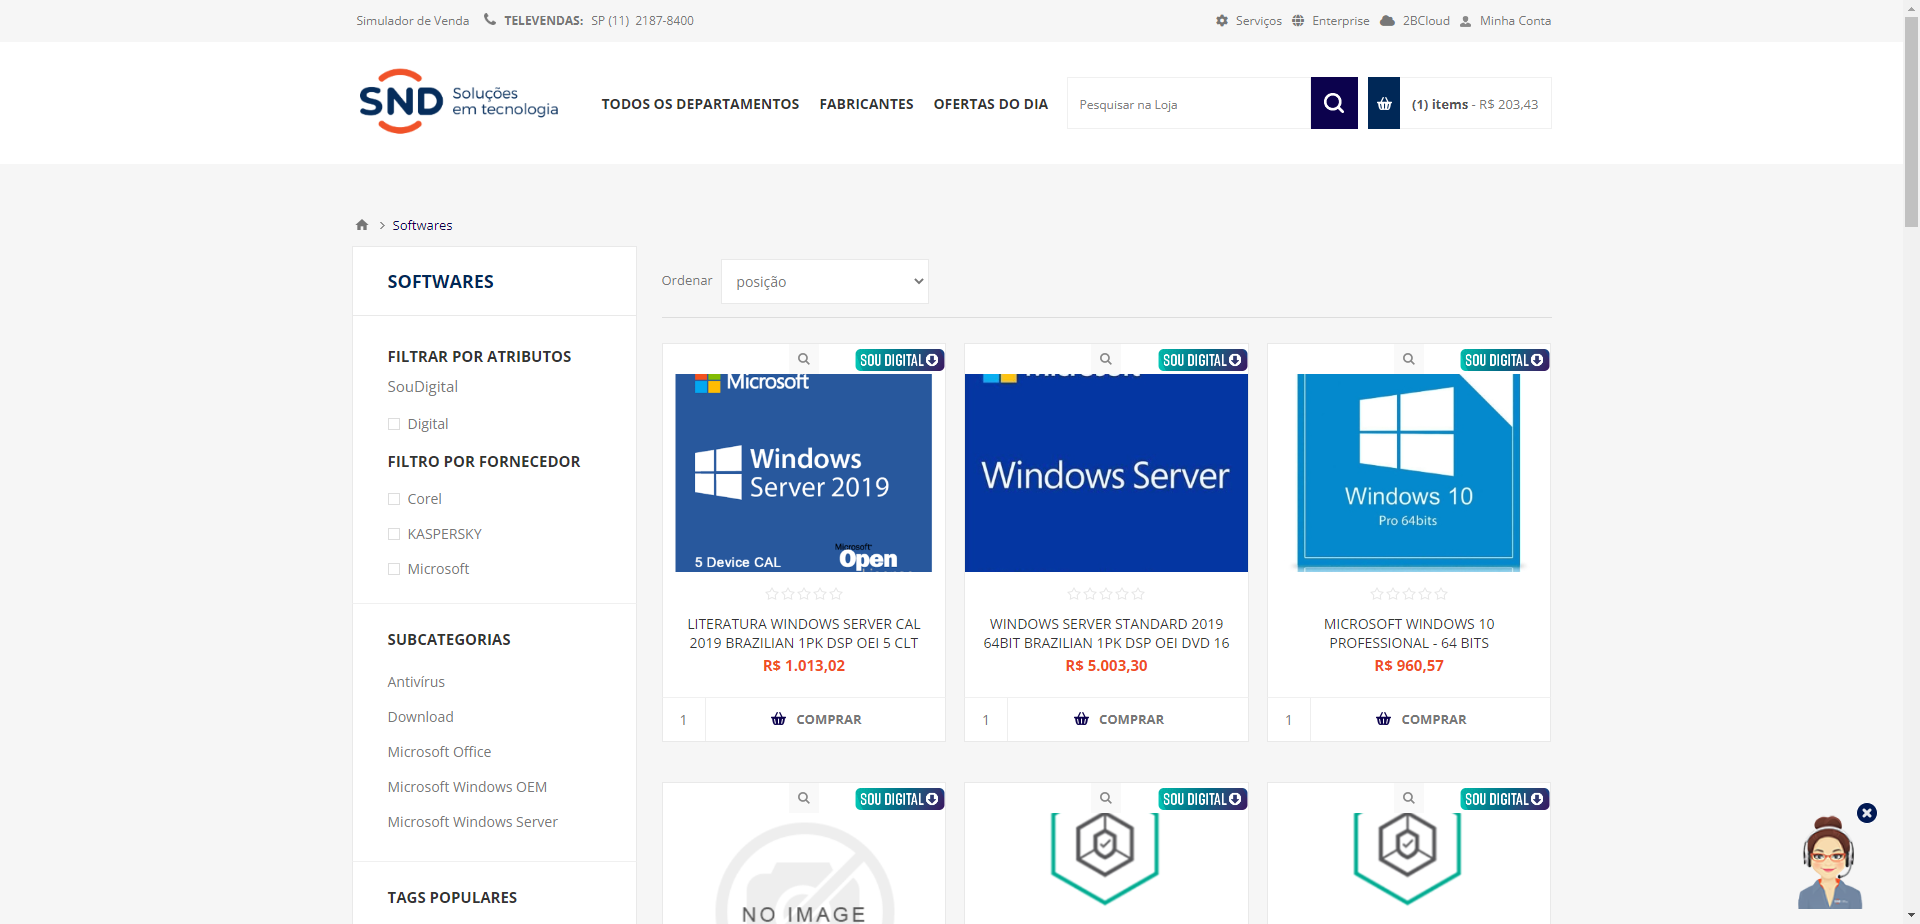 Simulador de Venda TELEVENDAS: SP (11) 2187-8400 Serviços Enterprise 2BCloud Minha Conta
SND Soluções em tecnologia
TODOS OS DEPARTAMENTOS FABRICANTES OFERTAS DO DIA Pesquisar na Loja (1) items - R$ 203,43
> Softwares
SOFTWARES
FILTRAR POR ATRIBUTOS
SouDigital
Digital
FILTRO POR FORNECEDOR
Corel
KASPERSKY
Microsoft
SUBCATEGORIAS
Antivírus
Download
Microsoft Office
Microsoft Windows OEM
Microsoft Windows Server
TAGS POPULARES
Ordenar posição
SOU DIGITAL
Microsoft
Windows
Server 2019
5 Device CAL
Microsoft
Open
LITERATURA WINDOWS SERVER CAL
2019 BRAZILIAN 1PK DSP OEI 5 CLT
R$ 1.013,02
1 COMPRAR
SOU DIGITAL
Windows Server
WINDOWS SERVER STANDARD 2019
64BIT BRAZILIAN 1PK DSP OEI DVD 16
R$ 5.003,30
1 COMPRAR
SOU DIGITAL
Windows 10
Pro 64bits
MICROSOFT WINDOWS 10
PROFESSIONAL - 64 BITS
R$ 960,57
1 COMPRAR
SOU DIGITAL
NO IMAGE
SOU DIGITAL
SOU DIGITAL